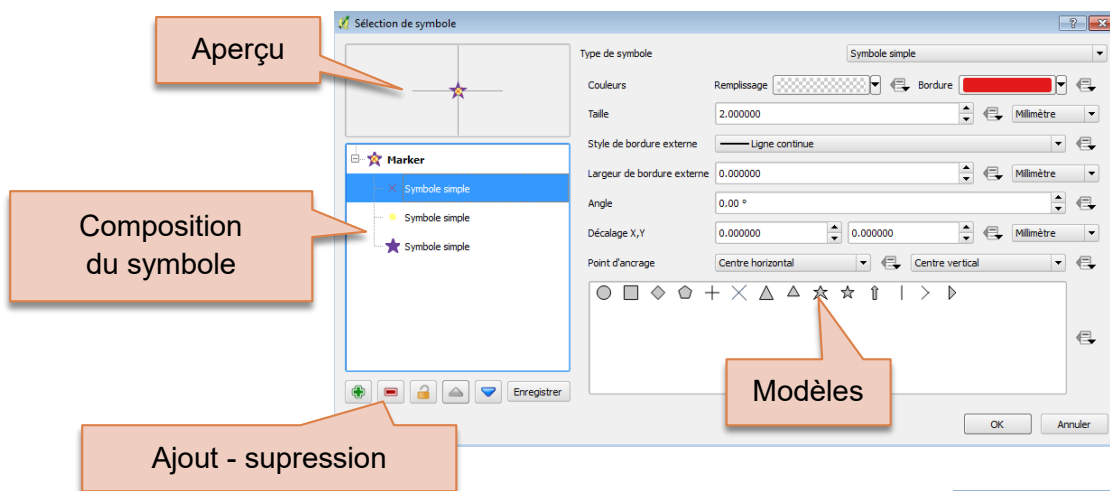 Sélection de symbole
Aperçu
Type de symbole Symbole simple
Couleurs Remplissage Bordure
Taille 2.000000 Millimètre
Style de bordure externe Ligne continue
Marker
Largeur de bordure externe 0.000000 Millimètre
Symbole simple
Angle 0.00 °
Symbole simple
Composition
du symbole
Décalage X,Y 0.000000 0.000000 Millimètre
Symbole simple
Point d'ancrage Centre horizontal Centre vertical
Modèles
Enregistrer
OK Annuler
Ajout - supression